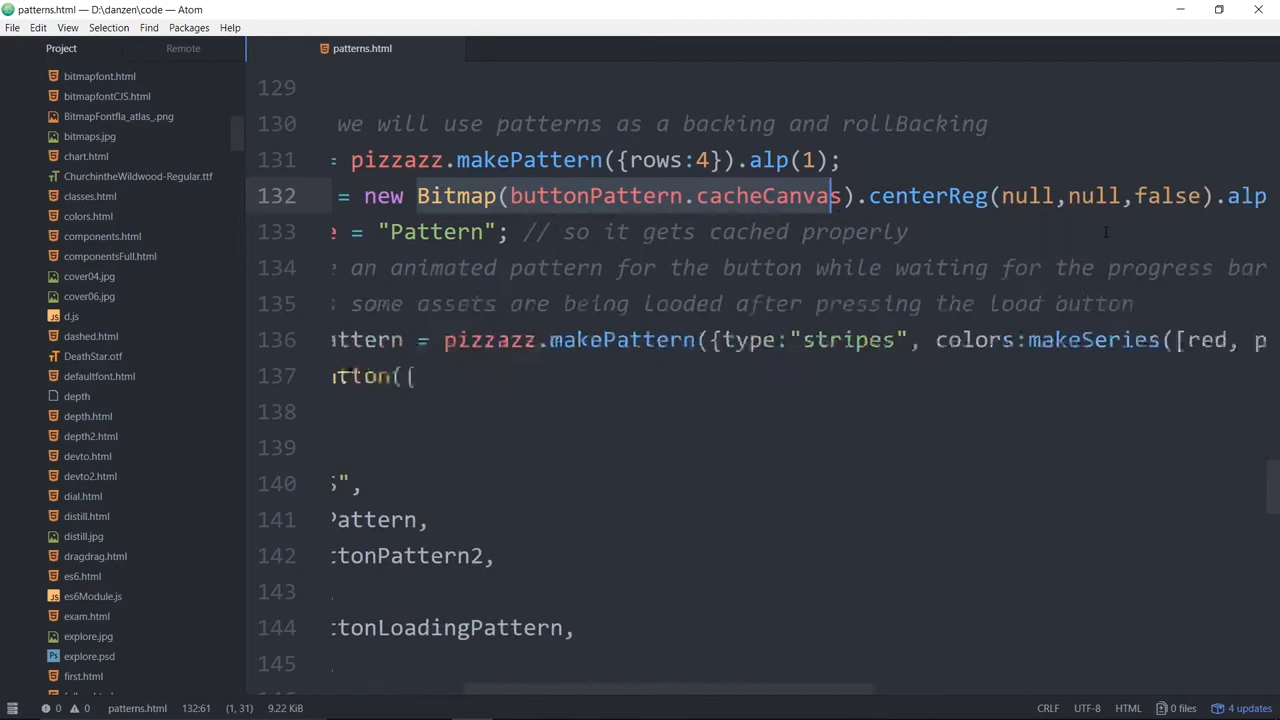 patterns.html — D:\danzen\code — Atom
File Edit View Selection Find Packages Help
Project Remote
patterns.html
bitmapfont.html
bitmapfontCJS.html
BitmapFontfla_atlas_.png
bitmaps.jpg
chart.html
ChurchintheWildwood-Regular.ttf
classes.html
colors.html
components.html
componentsFull.html
cover04.jpg
cover06.jpg
d.js
dashed.html
DeathStar.otf
defaultfont.html
depth
depth.html
depth2.html
devto.html
devto2.html
dial.html
distill.html
distill.jpg
dragdrag.html
es6.html
es6Module.js
exam.html
explore.jpg
explore.psd
first.html
129
130 we will use patterns as a backing and rollBacking
131 = pizzazz.makePattern({rows:4}).alp(1);
132 = new Bitmap(buttonPattern.cacheCanvas).centerReg(null,null,false).alp
133 e = "Pattern"; // so it gets cached properly
134 e an animated pattern for the button while waiting for the progress bar
135 s some assets are being loaded after pressing the load button
136 attern = pizzazz.makePattern({type:"stripes", colors:makeSeries([red, p
137 utton({
138
139
140 S",
141 Pattern,
142 ttonPattern2,
143
144 ttonLoadingPattern,
145
0 0 patterns.html 132:61 (1, 31) 9.22 KiB CRLF UTF-8 HTML 0 files 4 updates